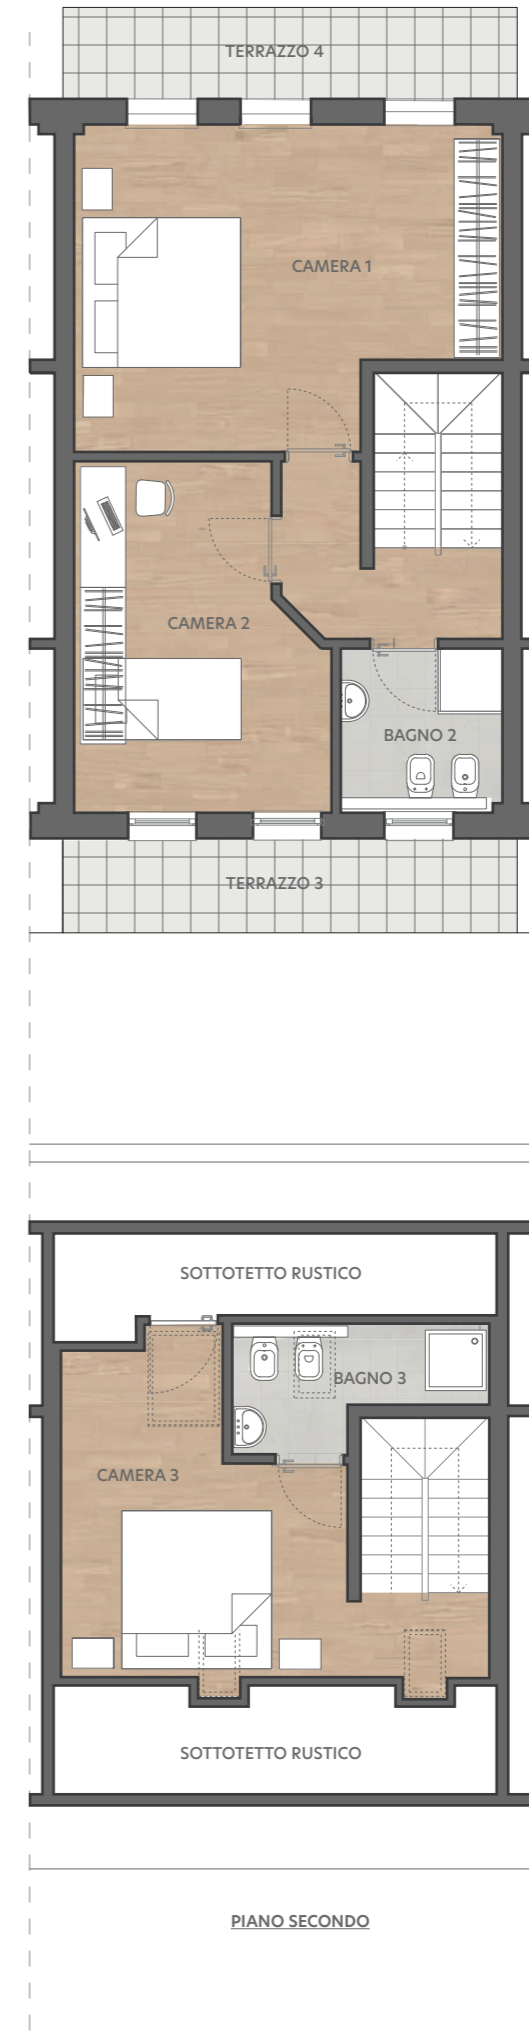 TERRAZZO 4
CAMERA 1
CAMERA 2
BAGNO 2
TERRAZZO 3
SOTTOTETTO RUSTICO
BAGNO 3
CAMERA 3
SOTTOTETTO RUSTICO
PIANO SECONDO